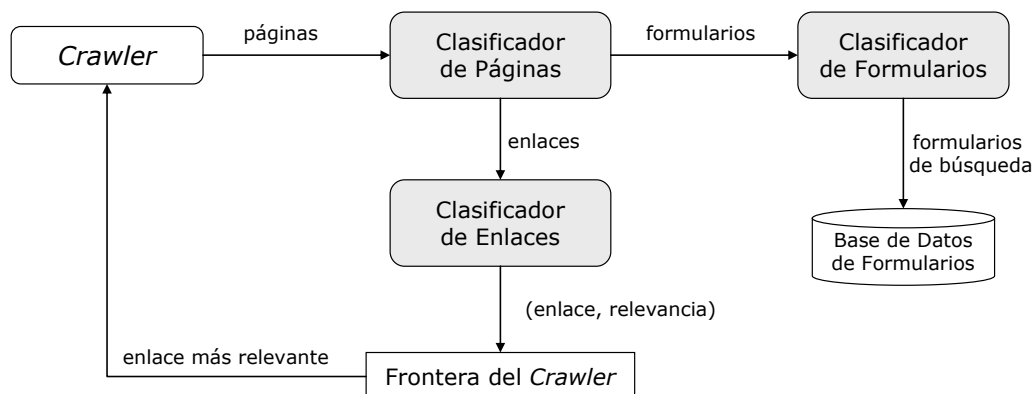 Crawler
páginas
Clasificador
de Páginas
formularios
Clasificador
de Formularios
enlaces
formularios
de búsqueda
Clasificador
de Enlaces
Base de Datos
de Formularios
(enlace, relevancia)
enlace más relevante
Frontera del Crawler